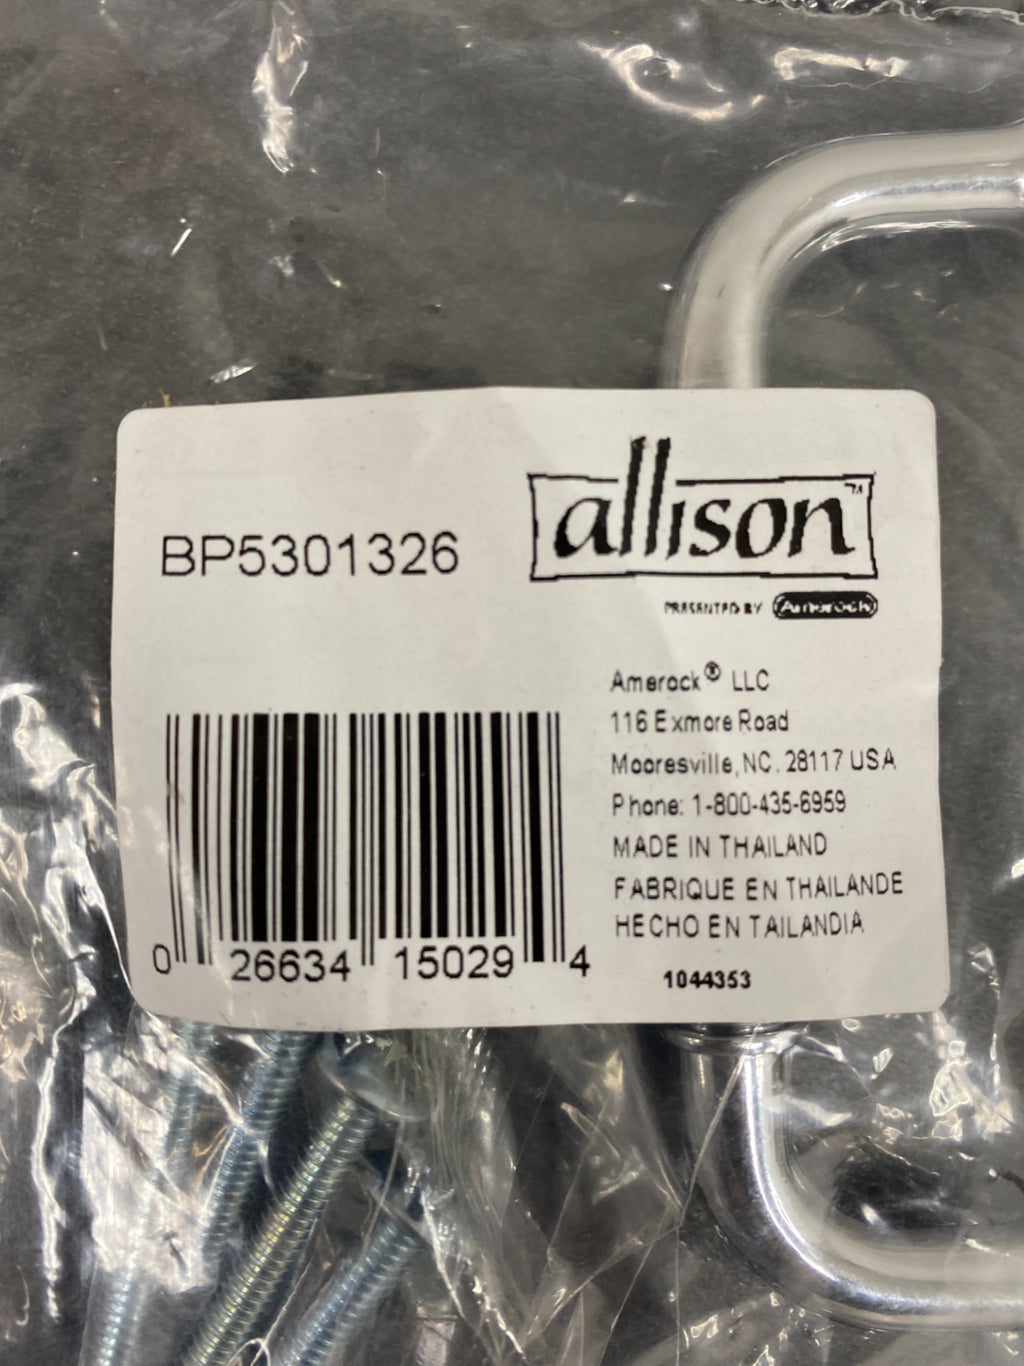 allison™
BP5301326
PRESENTED BY Amerock
Amerock® LLC
116 Exmore Road
Mooresville, NC. 28117 USA
Phone: 1-800-435-6959
MADE IN THAILAND
FABRIQUE EN THAILANDE
HECHO EN TAILANDIA
1044353
0 26634 15029 4